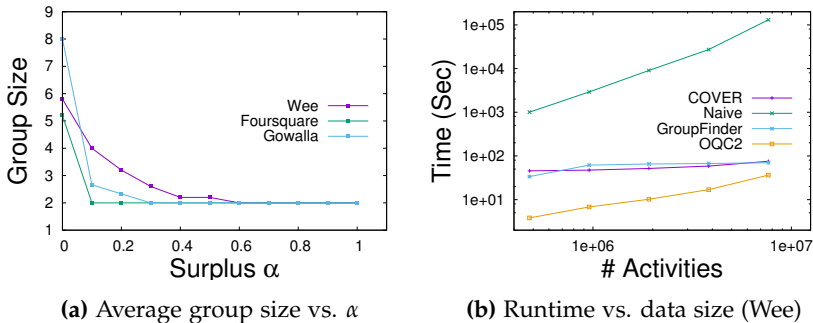 9
8
7
6
5
4
3
2
1
Group Size
Wee
Foursquare
Gowalla
0
0.2
0.4
0.6
0.8
1
Surplus α
(a) Average group size vs. α
1e+05
1e+04
1e+03
1e+02
1e+01
Time (Sec)
COVER
Naive
GroupFinder
OQC2
1e+06
1e+07
# Activities
(b) Runtime vs. data size (Wee)